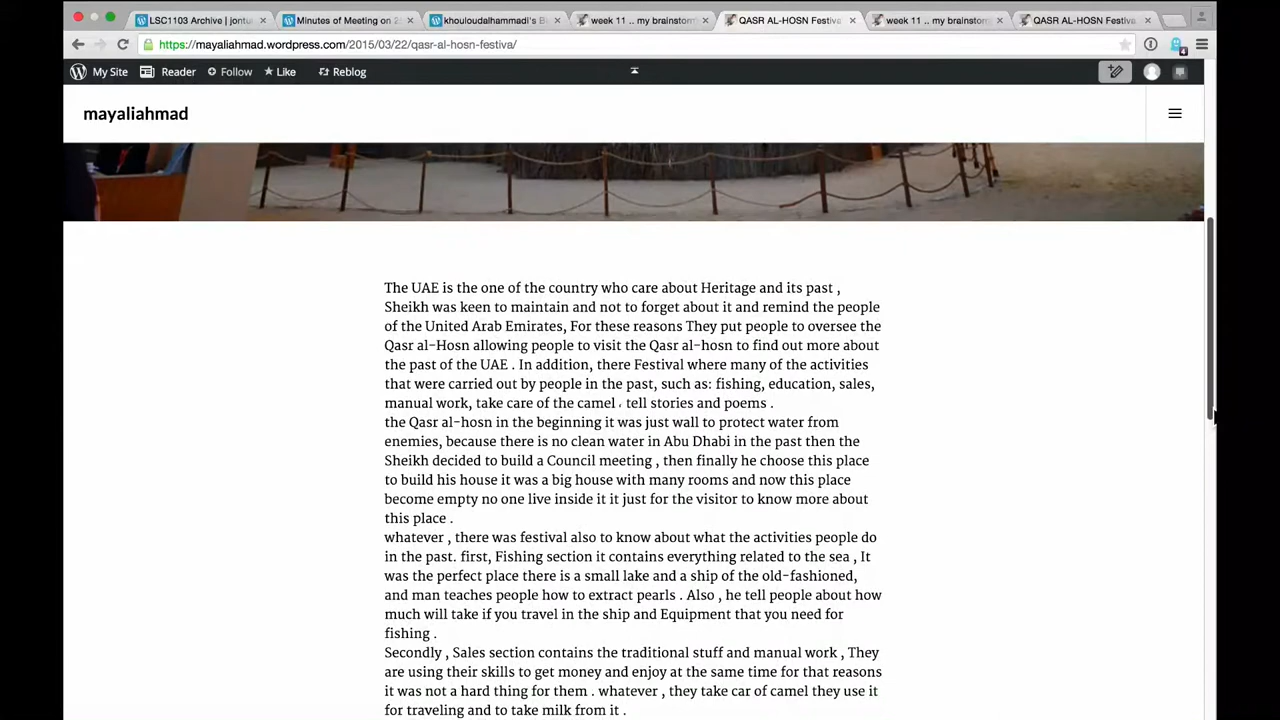 LSC1103 Archive | jontu
Minutes of Meeting on 2
khouloudalhammadi's B
week 11 .. my brainstorm
QASR AL-HOSN Festiva
week 11 .. my brainstorm
QASR AL-HOSN Festiva
https://mayaliahmad.wordpress.com/2015/03/22/qasr-al-hosn-festiva/
My Site Reader Follow Like Reblog
mayaliahmad
The UAE is the one of the country who care about Heritage and its past ,
Sheikh was keen to maintain and not to forget about it and remind the people
of the United Arab Emirates, For these reasons They put people to oversee the
Qasr al-Hosn allowing people to visit the Qasr al-hosn to find out more about
the past of the UAE . In addition, there Festival where many of the activities
that were carried out by people in the past, such as: fishing, education, sales,
manual work, take care of the camel , tell stories and poems .
the Qasr al-hosn in the beginning it was just wall to protect water from
enemies, because there is no clean water in Abu Dhabi in the past then the
Sheikh decided to build a Council meeting , then finally he choose this place
to build his house it was a big house with many rooms and now this place
become empty no one live inside it it just for the visitor to know more about
this place .
whatever , there was festival also to know about what the activities people do
in the past. first, Fishing section it contains everything related to the sea , It
was the perfect place there is a small lake and a ship of the old-fashioned,
and man teaches people how to extract pearls . Also , he tell people about how
much will take if you travel in the ship and Equipment that you need for
fishing .
Secondly , Sales section contains the traditional stuff and manual work , They
are using their skills to get money and enjoy at the same time for that reasons
it was not a hard thing for them . whatever , they take car of camel they use it
for traveling and to take milk from it .